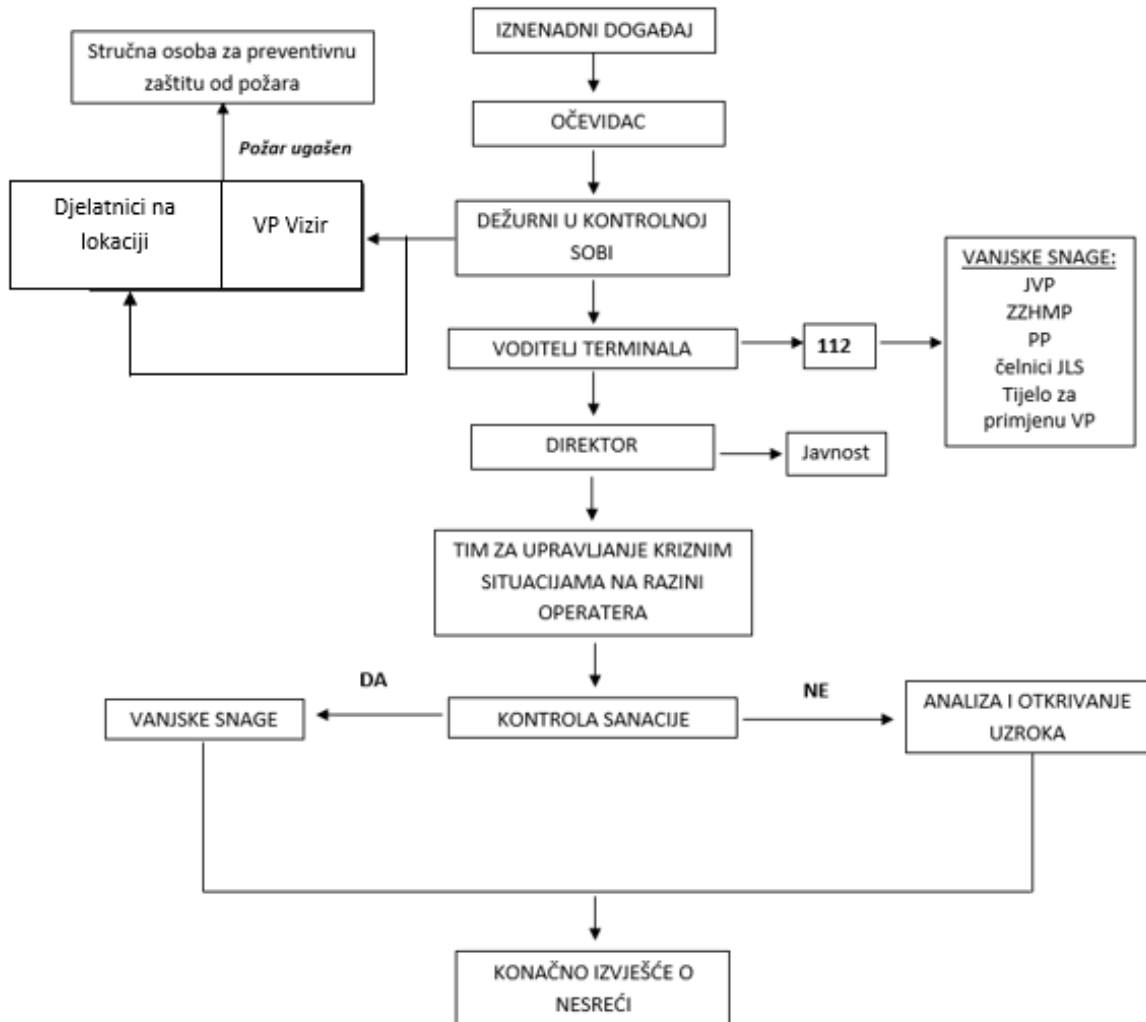 IZNENADNI DOGAĐAJ
Stručna osoba za preventivnu
zaštitu od požara
OČEVIDAC
Požar ugašen
Djelatnici na
lokaciji
VP Vizir
DEŽURNI U KONTROLNOJ
SOBI
VANJSKE SNAGE:
JVP
ZZHMP
PP
čelnici JLS
Tijelo za
primjenu VP
VODITELJ TERMINALA
112
DIREKTOR
Javnost
TIM ZA UPRAVLJANJE KRIZNIM
SITUACIJAMA NA RAZINI
OPERATERA
DA
NE
VANJSKE SNAGE
KONTROLA SANACIJE
ANALIZA I OTKRIVANJE
UZROKA
KONAČNO IZVJEŠĆE O
NESREĆI